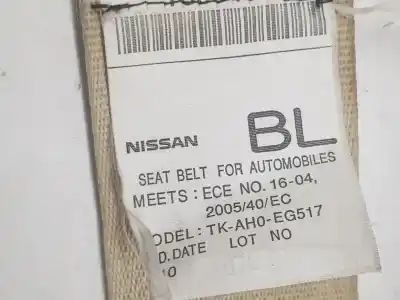 NISSAN BL
SEAT BELT FOR AUTOMOBILES
MEETS : ECE NO. 16-04,
2005/40/EC
ODEL: TK-AH0-EG517
D.DATE LOT NO
10